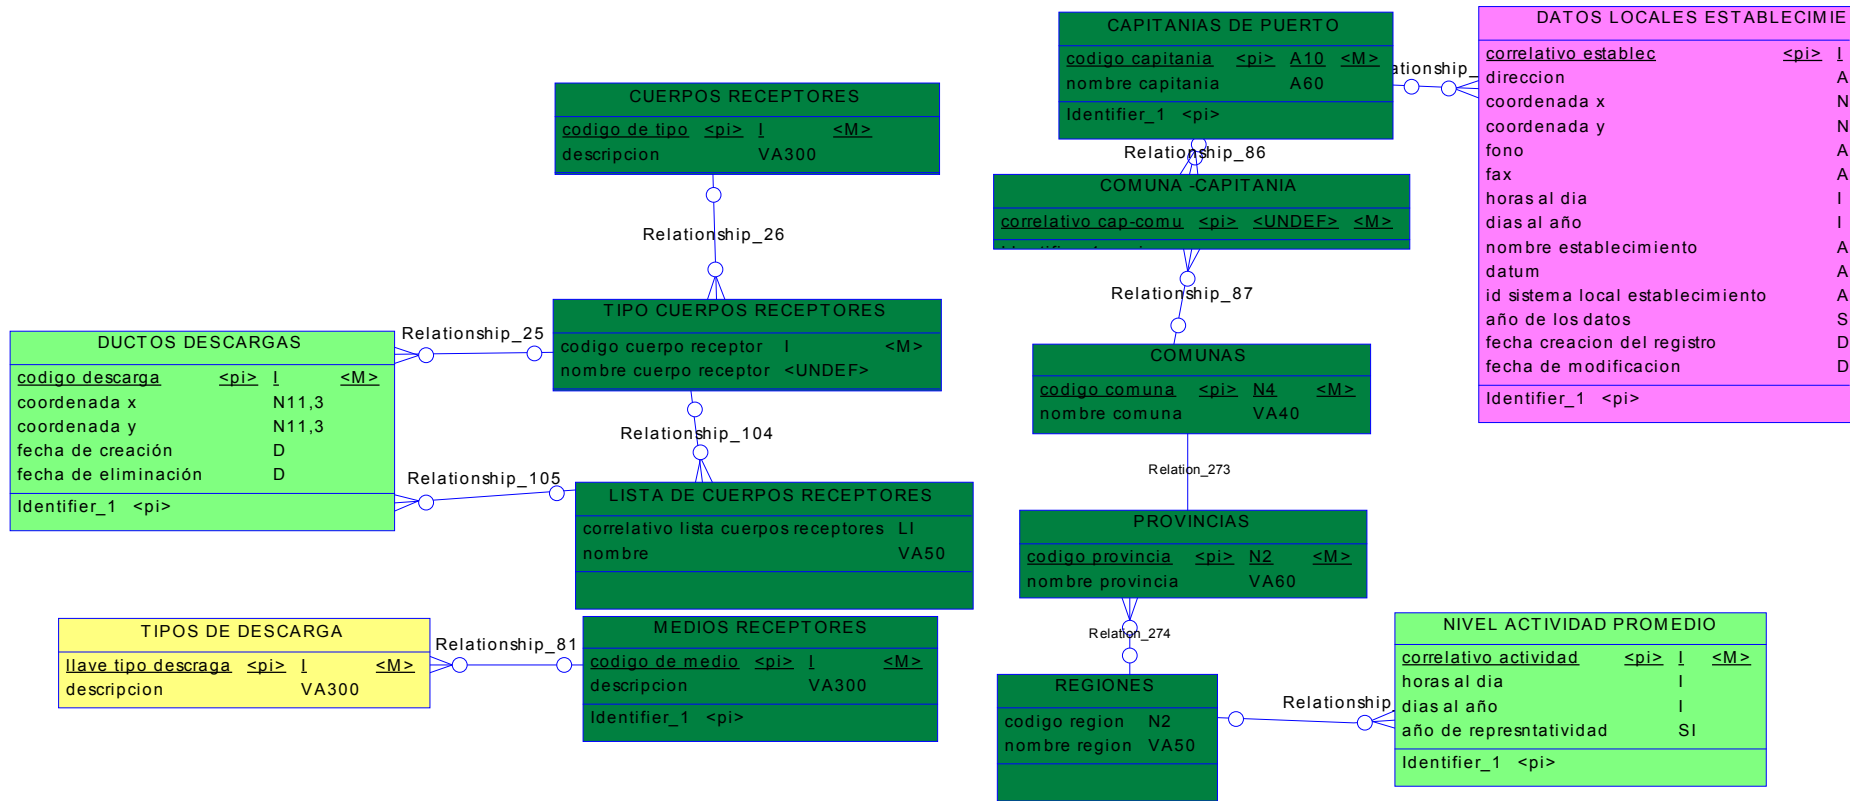 CUERPOS RECEPTORES
codigo de tipo <pi> I <M>
descripcion VA300
Relationship_26
TIPO CUERPOS RECEPTORES
codigo cuerpo receptor I <M>
nombre cuerpo receptor <UNDEF>
Relationship_25
DUCTOS DESCARGAS
codigo descarga <pi> I <M>
coordenada x N11,3
coordenada y N11,3
fecha de creación D
fecha de eliminación D
Identifier_1 <pi>
Relationship_104
Relationship_105
LISTA DE CUERPOS RECEPTORES
correlativo lista cuerpos receptores LI
nombre VA50
TIPOS DE DESCARGA
llave tipo descraga <pi> I <M>
descripcion VA300
Relationship_81
MEDIOS RECEPTORES
codigo de medio <pi> I <M>
descripcion VA300
Identifier_1 <pi>
CAPITANIAS DE PUERTO
codigo capitania <pi> A10 <M>
nombre capitania A60
Identifier_1 <pi>
ationship_
Relationship_86
COMUNA -CAPITANIA
correlativo cap-comu <pi> <UNDEF> <M>
Relationship_87
COMUNAS
codigo comuna <pi> N4 <M>
nombre comuna VA40
Relation_273
PROVINCIAS
codigo provincia <pi> N2 <M>
nombre provincia VA60
Relation_274
REGIONES
codigo region N2
nombre region VA50
Relationship_
DATOS LOCALES ESTABLECIMIE
correlativo establec <pi> I
direccion A
coordenada x N
coordenada y N
fono A
fax A
horas al dia I
dias al año I
nombre establecimiento A
datum A
id sistema local establecimiento A
año de los datos S
fecha creacion del registro D
fecha de modificacion D
Identifier_1 <pi>
NIVEL ACTIVIDAD PROMEDIO
correlativo actividad <pi> I <M>
horas al dia I
dias al año I
año de represntatividad SI
Identifier_1 <pi>